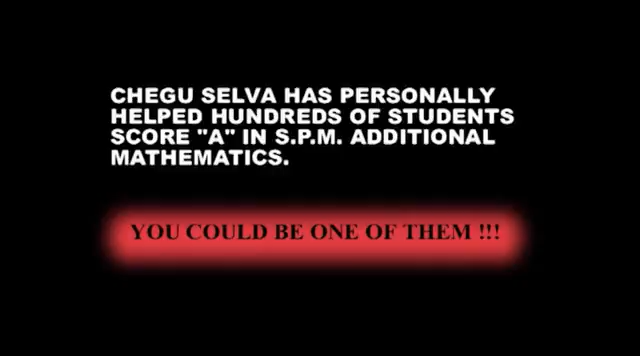 CHEGU SELVA HAS PERSONALLY
HELPED HUNDREDS OF STUDENTS
SCORE "A" IN S.P.M. ADDITIONAL
MATHEMATICS.
YOU COULD BE ONE OF THEM !!!